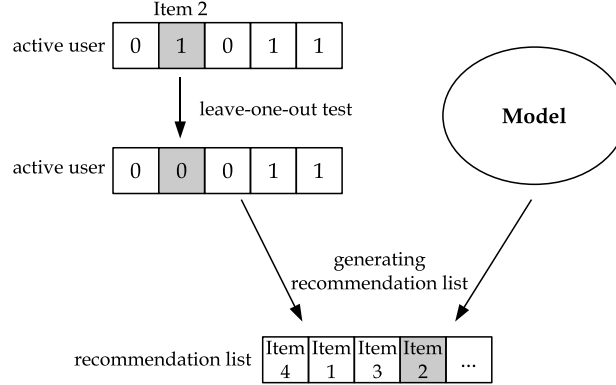 Item 2
active user 0 1 0 1 1
leave-one-out test
Model
active user 0 0 0 1 1
generating
recommendation list
recommendation list Item 4 Item 1 Item 3 Item 2 ...